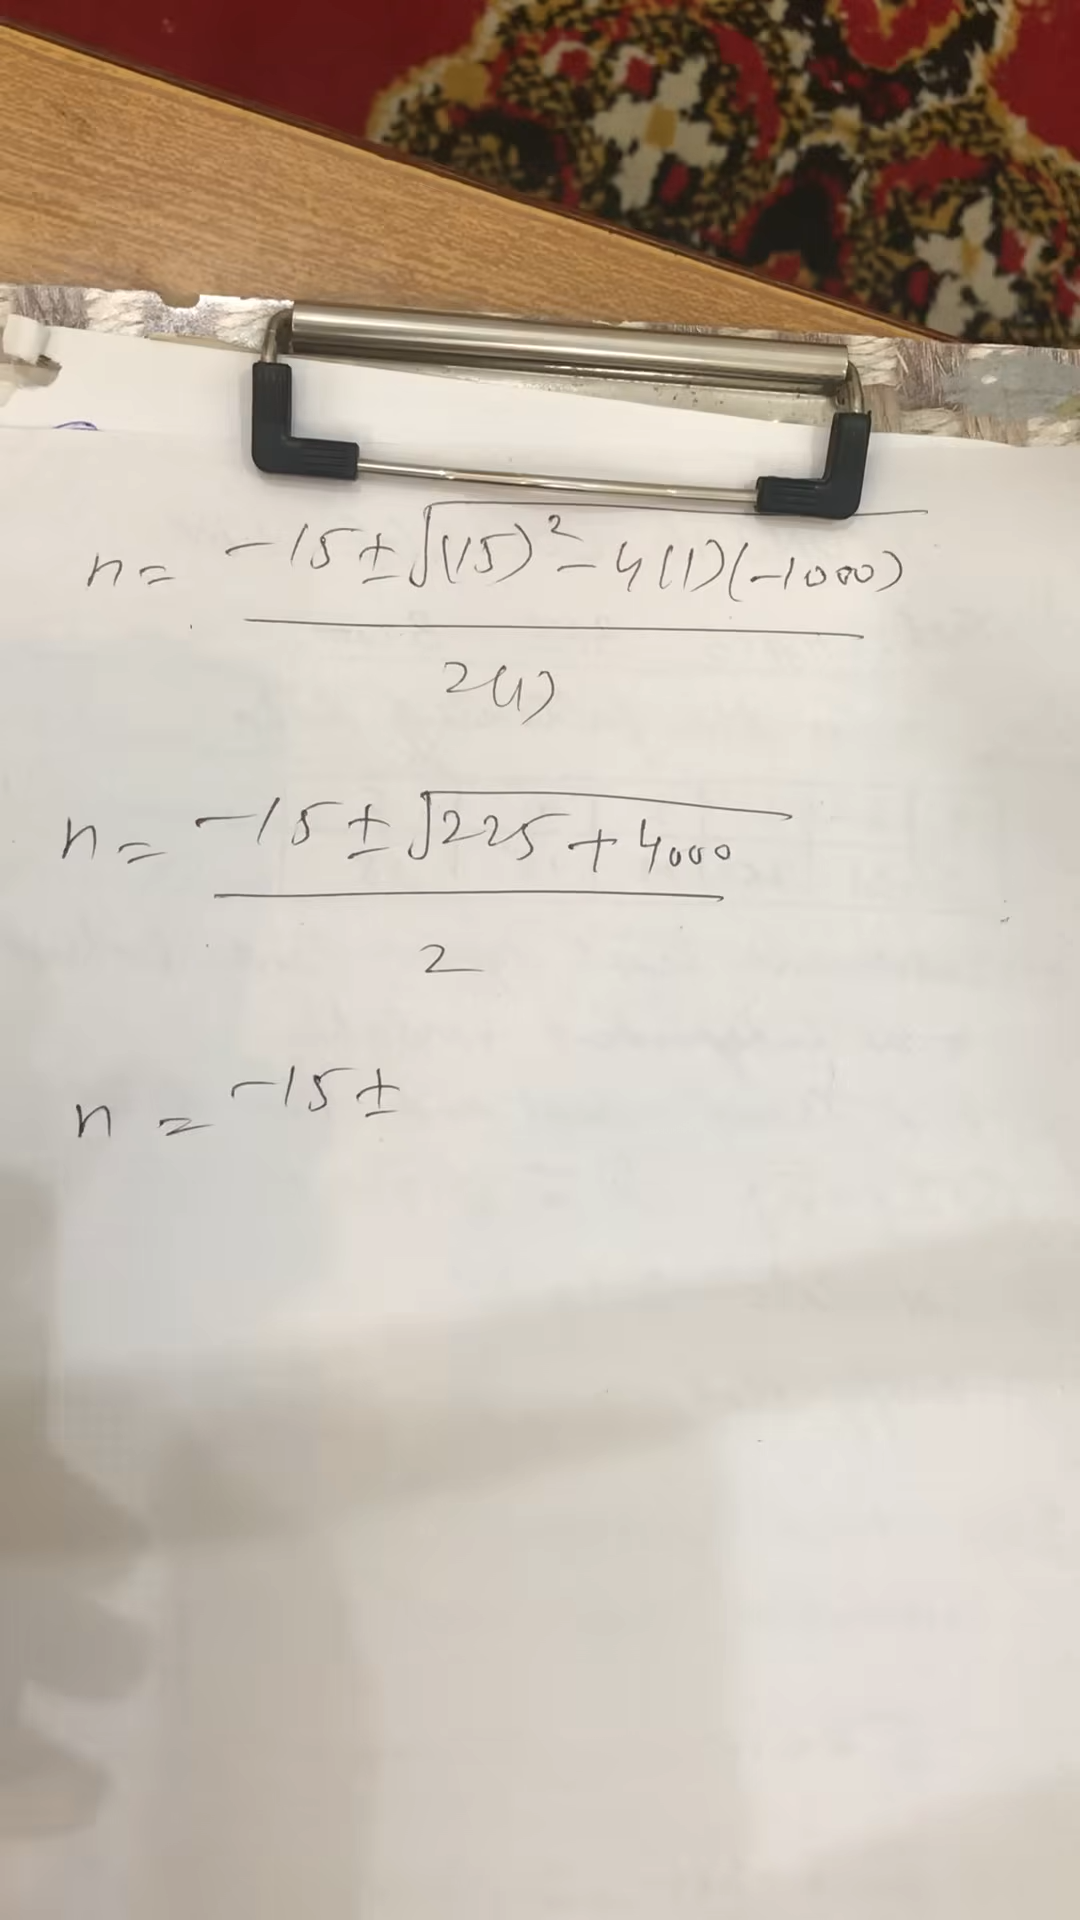 n = (-15 ± √((15)² - 4(1)(-1000))) / 2(1)
n = (-15 ± √(225 + 4000)) / 2
n = -15 ±